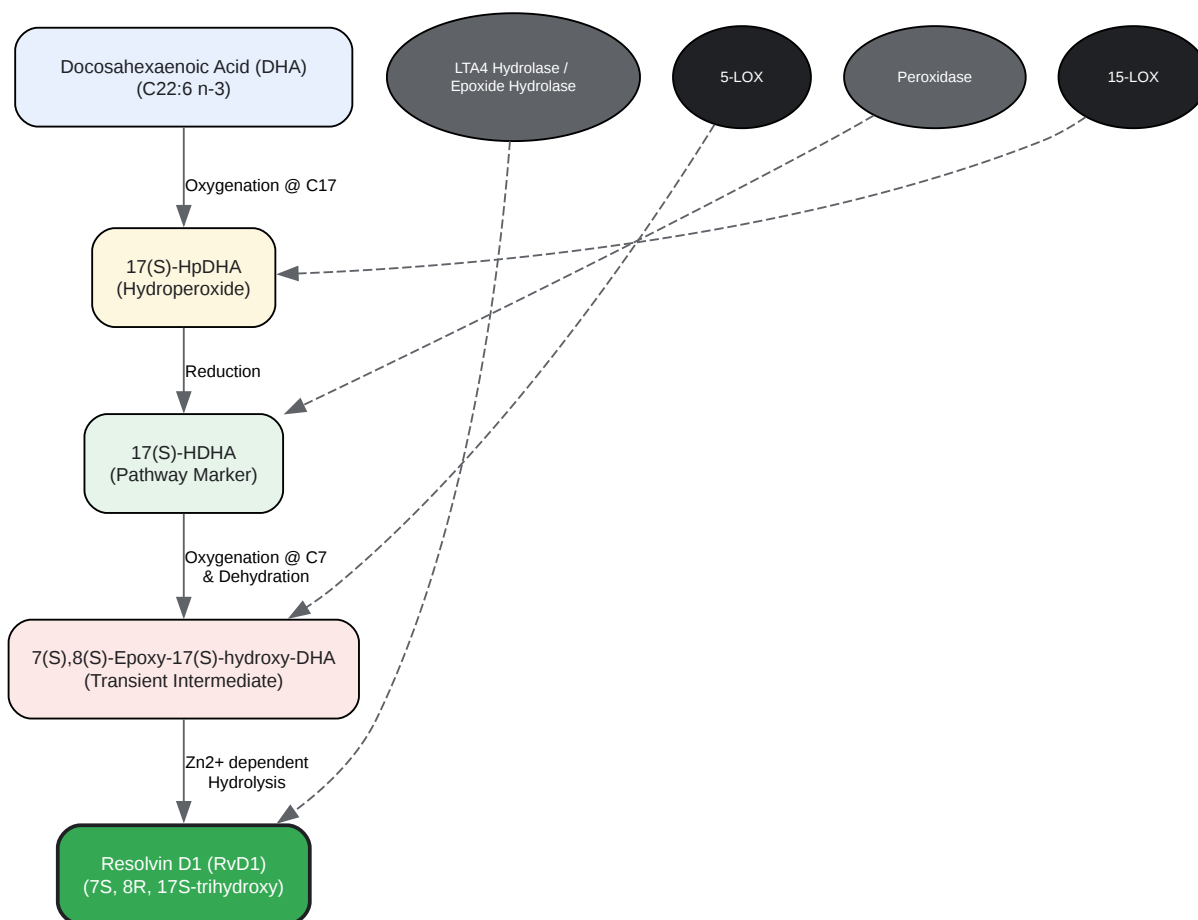 Docosahexaenoic Acid (DHA)
(C22:6 n-3)
LTA4 Hydrolase /
Epoxide Hydrolase
5-LOX
Peroxidase
15-LOX
Oxygenation @ C17
17(S)-HpDHA
(Hydroperoxide)
Reduction
17(S)-HDHA
(Pathway Marker)
Oxygenation @ C7
& Dehydration
7(S),8(S)-Epoxy-17(S)-hydroxy-DHA
(Transient Intermediate)
Zn2+ dependent
Hydrolysis
Resolvin D1 (RvD1)
(7S, 8R, 17S-trihydroxy)